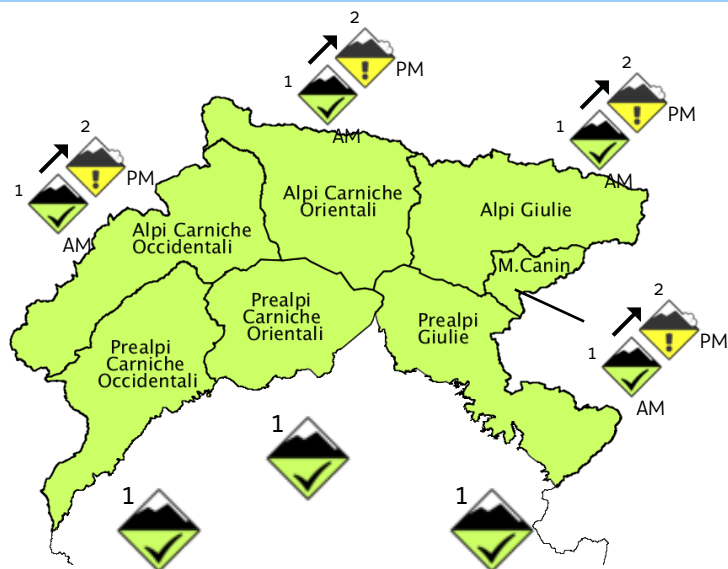 2
1
PM
AM
2
1
PM
AM
2
1
PM
AM
Alpi Carniche
Orientali
Alpi Giulie
Alpi Carniche
Occidentali
M.Canin
Prealpi
Carniche
Orientali
Prealpi
Giulie
2
1
PM
AM
Prealpi
Carniche
Occidentali
1
1
1